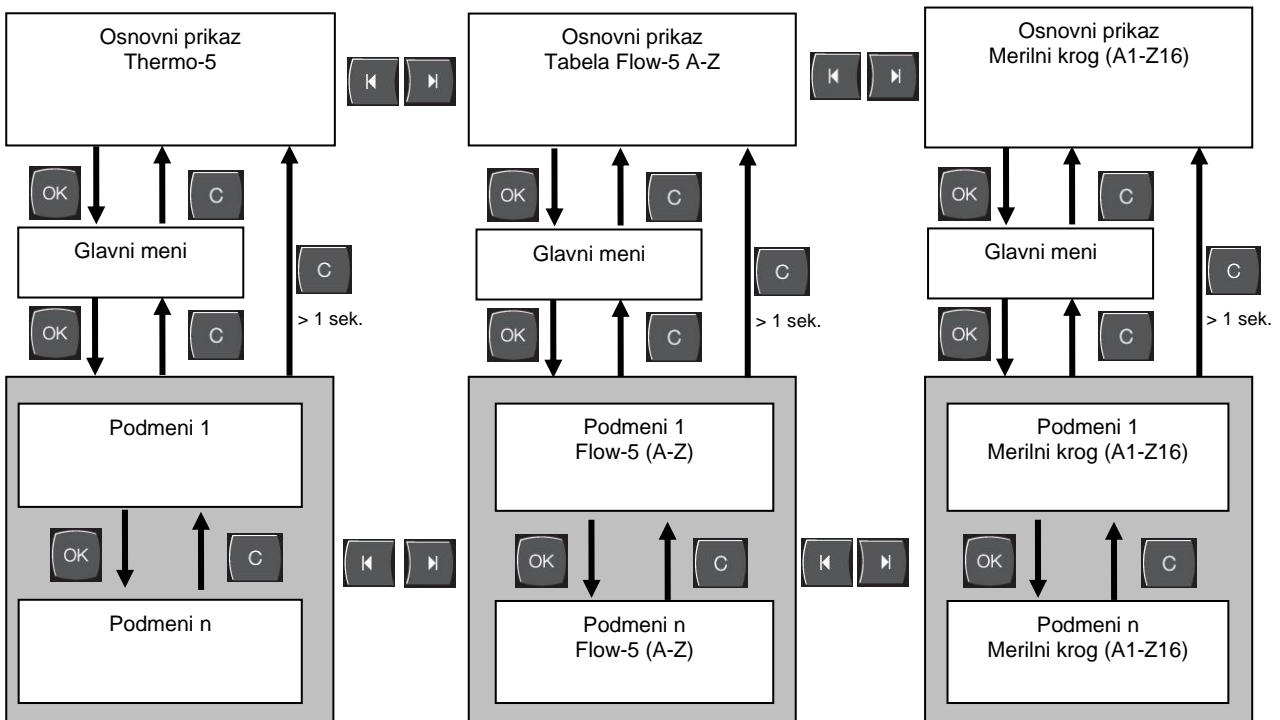 Osnovni prikaz
Thermo-5
Osnovni prikaz
Tabela Flow-5 A-Z
Osnovni prikaz
Merilni krog (A1-Z16)
OK
C
OK
C
OK
C
Glavni meni
Glavni meni
Glavni meni
C
C
C
> 1 sek.
> 1 sek.
> 1 sek.
OK
C
OK
C
OK
C
Podmeni 1
Podmeni 1
Flow-5 (A-Z)
Podmeni 1
Merilni krog (A1-Z16)
OK
C
OK
C
OK
C
Podmeni n
Podmeni n
Flow-5 (A-Z)
Podmeni n
Merilni krog (A1-Z16)